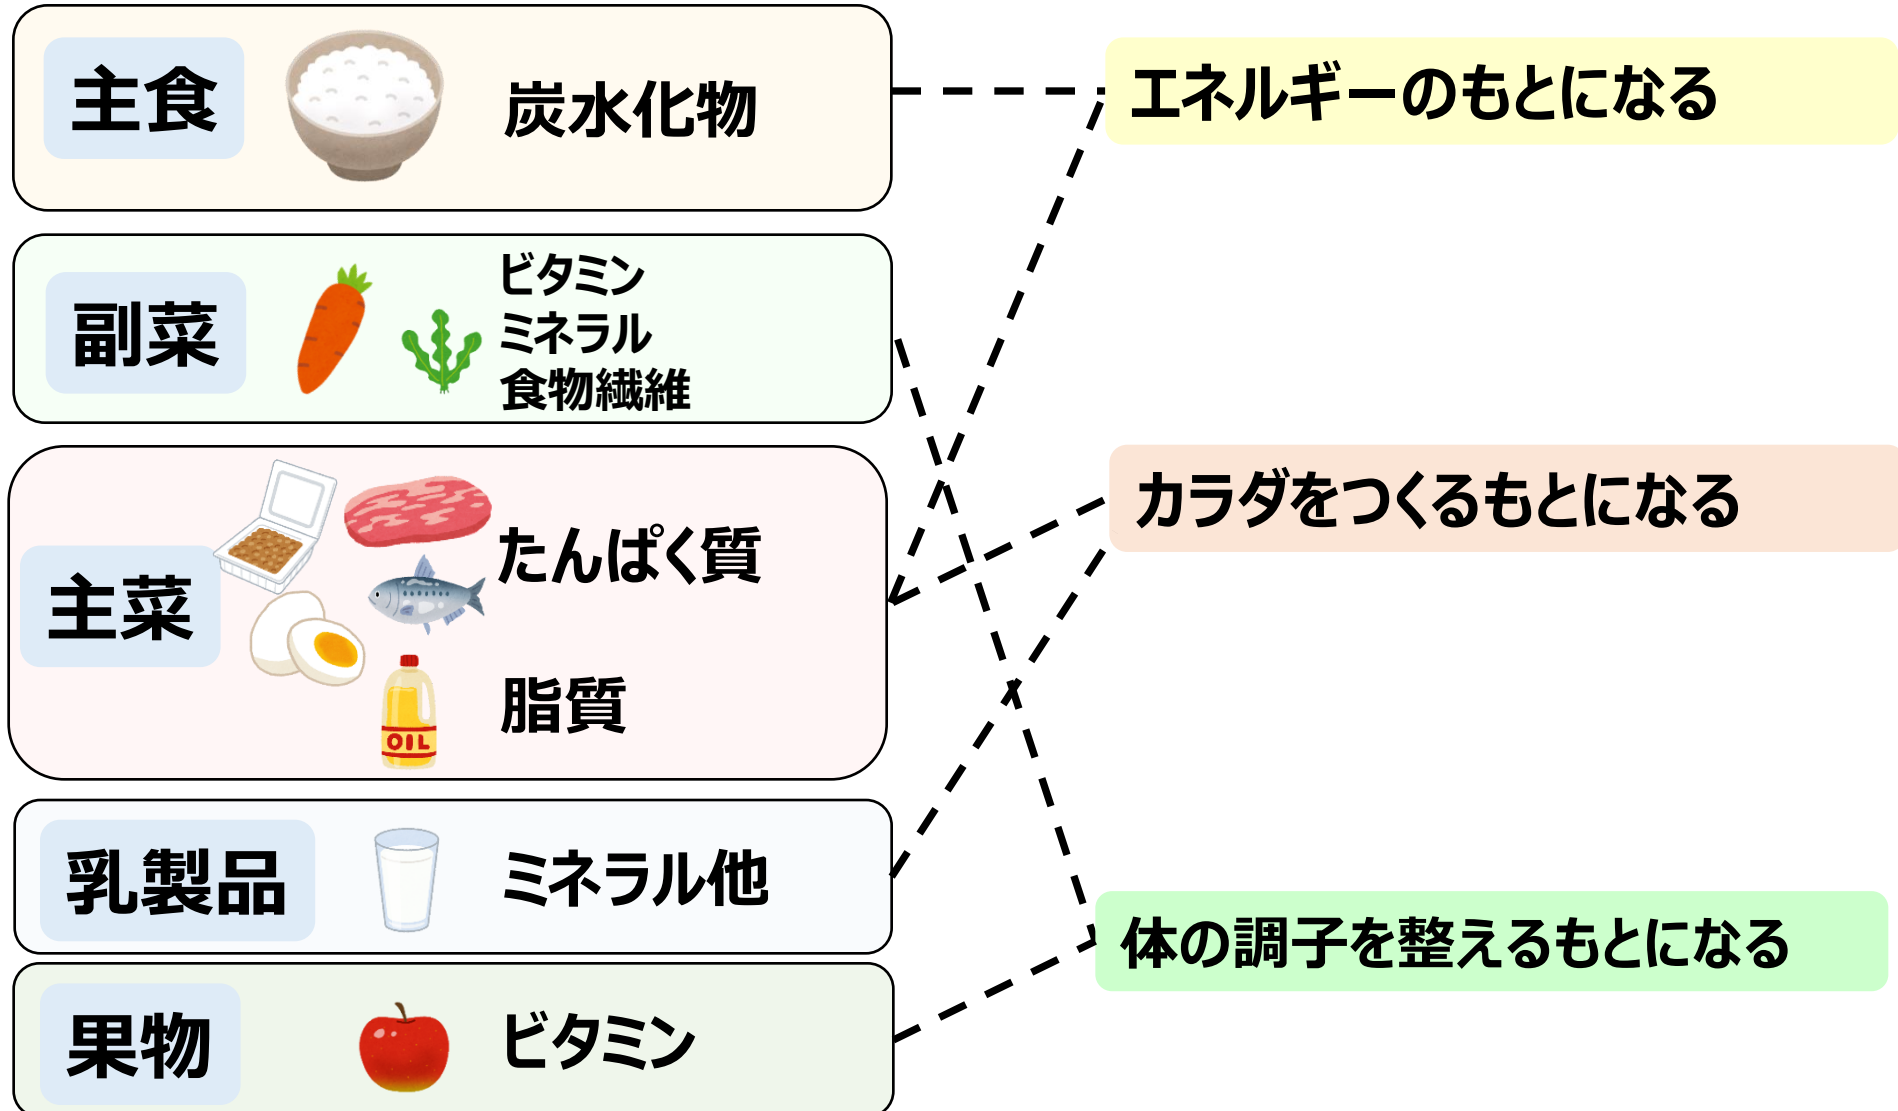 主食
炭水化物
エネルギーのもとになる
副菜
ビタミン
ミネラル
食物繊維
主菜
たんぱく質
脂質
OIL
カラダをつくるもとになる
乳製品
ミネラル他
体の調子を整えるもとになる
果物
ビタミン